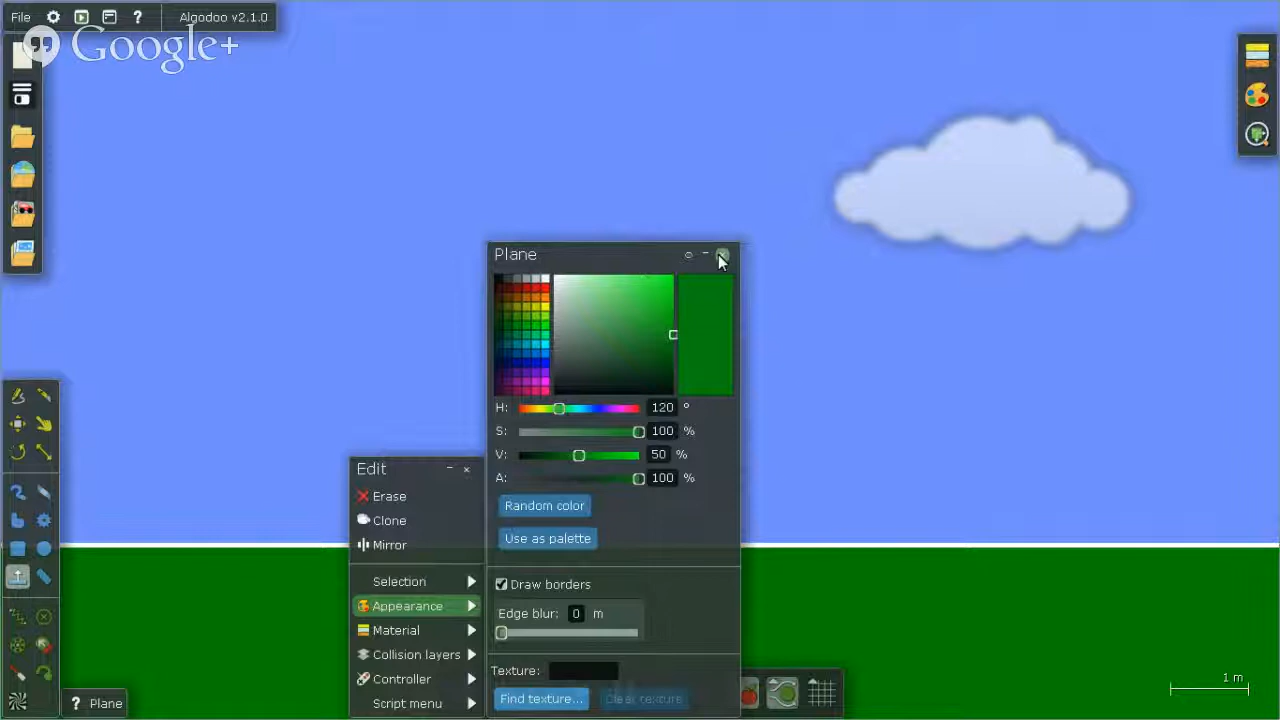 File ? Algodoo v2.1.0
Google+
Plane
H: 120 °
S: 100 %
V: 50 %
A: 100 %
Random color
Use as palette
Draw borders
Edge blur: 0 m
Texture:
Find texture... Clear texture
Edit
Erase
Clone
Mirror
Selection
Appearance
Material
Collision layers
Controller
Script menu
? Plane
1 m